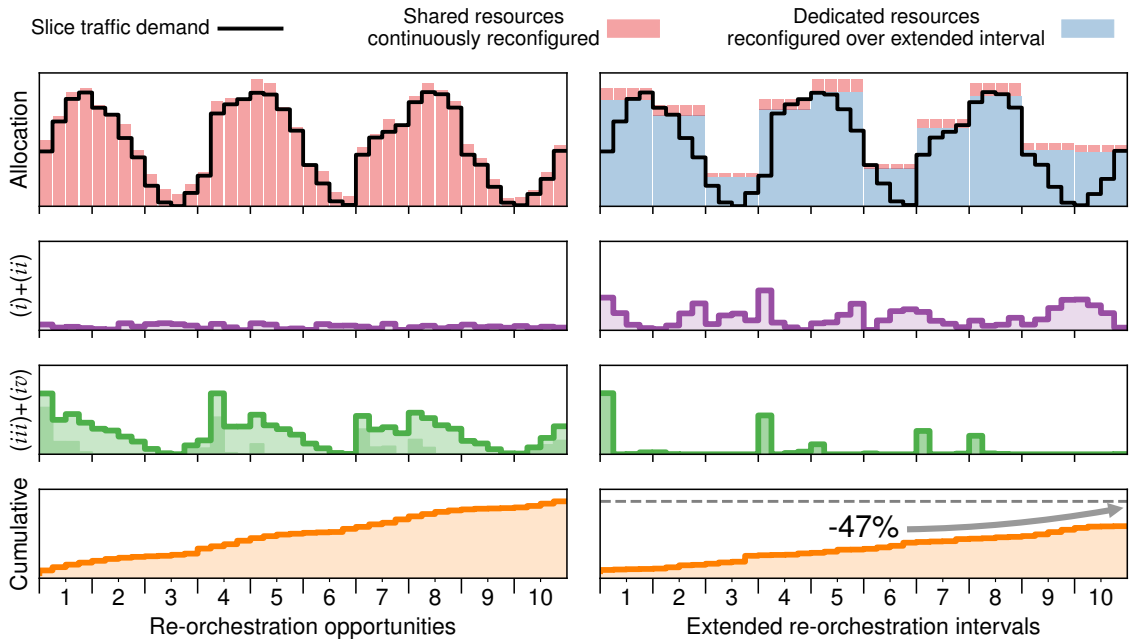 Slice traffic demand
Shared resources
continuously reconfigured
Dedicated resources
reconfigured over extended interval
Allocation
(i)+(ii)
(iii)+(iv)
Cumulative
-47%
1 2 3 4 5 6 7 8 9 10
1 2 3 4 5 6 7 8 9 10
Re-orchestration opportunities
Extended re-orchestration intervals